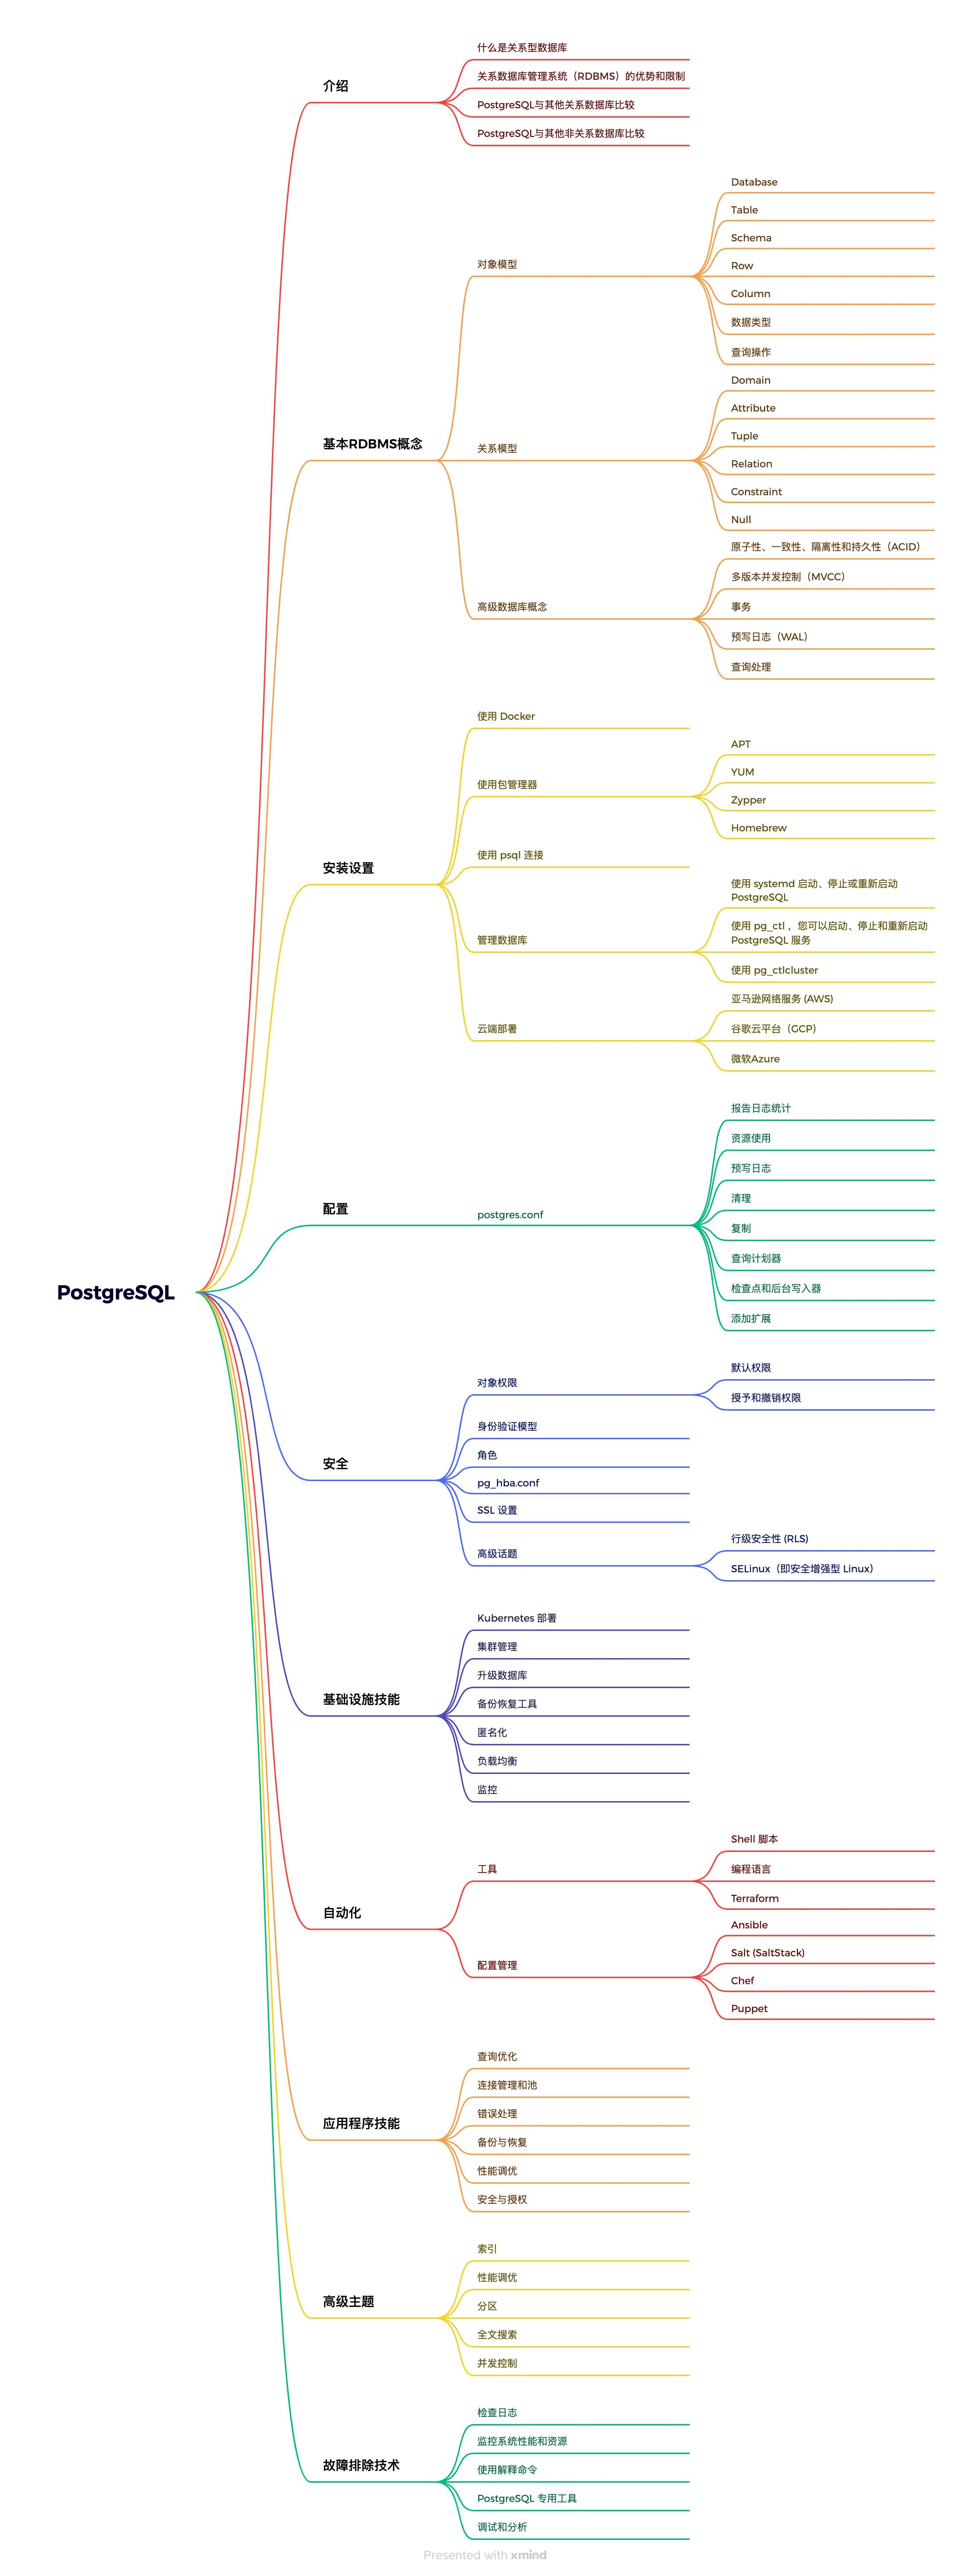 PostgreSQL
介绍
什么是关系型数据库
关系数据库管理系统（RDBMS）的优势和限制
PostgreSQL与其他关系数据库比较
PostgreSQL与其他非关系数据库比较
基本RDBMS概念
对象模型
Database
Table
Schema
Row
Column
数据类型
查询操作
关系模型
Domain
Attribute
Tuple
Relation
Constraint
Null
高级数据库概念
原子性、一致性、隔离性和持久性（ACID）
多版本并发控制（MVCC）
事务
预写日志（WAL）
查询处理
安装设置
使用 Docker
使用包管理器
APT
YUM
Zypper
Homebrew
使用 psql 连接
管理数据库
使用 systemd 启动、停止或重新启动
PostgreSQL
使用 pg_ctl ，您可以启动、停止和重新启动
PostgreSQL 服务
使用 pg_ctlcluster
云端部署
亚马逊网络服务 (AWS)
谷歌云平台（GCP）
微软Azure
配置
postgres.conf
报告日志统计
资源使用
预写日志
清理
复制
查询计划器
检查点和后台写入器
添加扩展
安全
对象权限
默认权限
授予和撤销权限
身份验证模型
角色
pg_hba.conf
SSL 设置
高级话题
行级安全性 (RLS)
SELinux（即安全增强型 Linux）
基础设施技能
Kubernetes 部署
集群管理
升级数据库
备份恢复工具
匿名化
负载均衡
监控
自动化
工具
Shell 脚本
编程语言
Terraform
配置管理
Ansible
Salt (SaltStack)
Chef
Puppet
应用程序技能
查询优化
连接管理和池
错误处理
备份与恢复
性能调优
安全与授权
高级主题
索引
性能调优
分区
全文搜索
并发控制
故障排除技术
检查日志
监控系统性能和资源
使用解释命令
PostgreSQL 专用工具
调试和分析
Presented with xmind